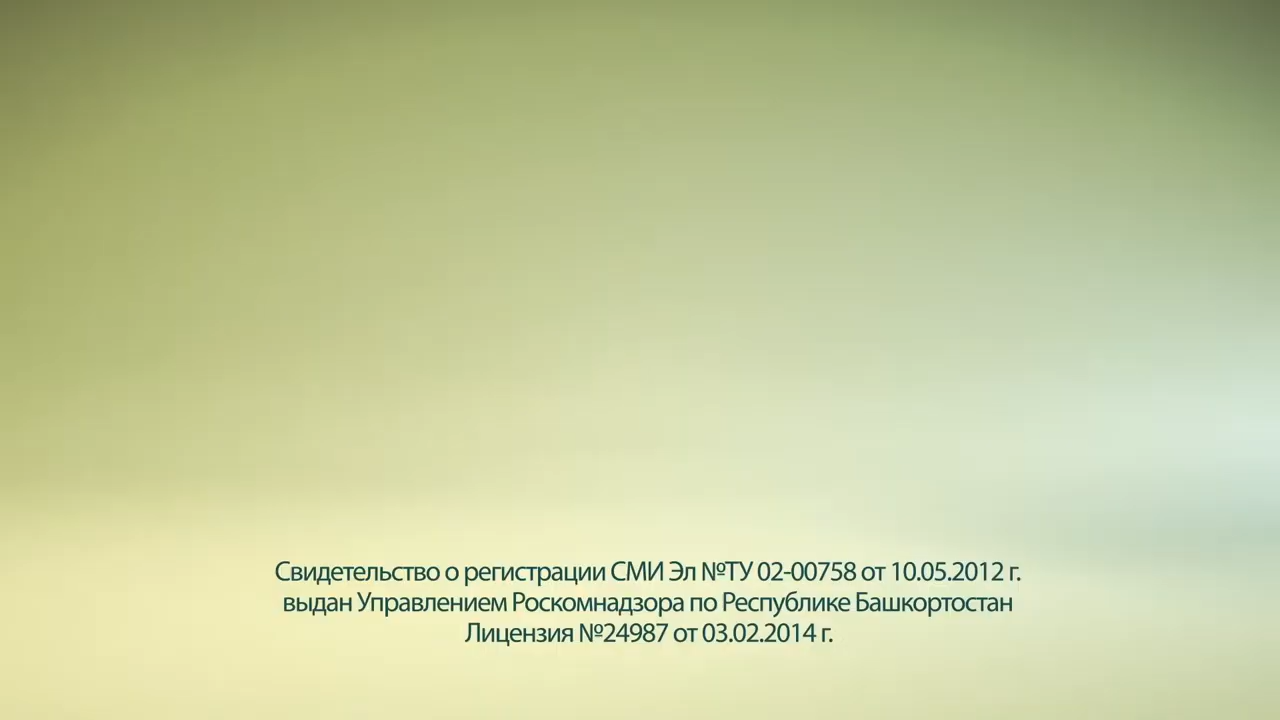 Свидетельство о регистрации СМИ Эл №ТУ 02-00758 от 10.05.2012 г.
выдан Управлением Роскомнадзора по Республике Башкортостан
Лицензия №24987 от 03.02.2014 г.